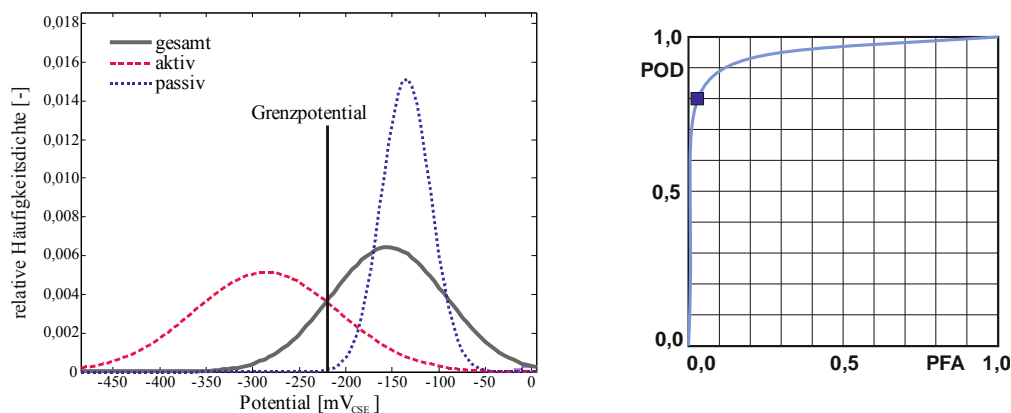 0,018
0,016
0,014
0,012
0,010
0,008
0,006
0,004
0,002
0
relative Häufigkeitsdichte [-]
gesamt
aktiv
passiv
Grenzpotential
-450 -400 -350 -300 -250 -200 -150 -100 -50 0
Potential [mVCSE]
1,0
POD
0,5
0,0
0,0 0,5 PFA 1,0